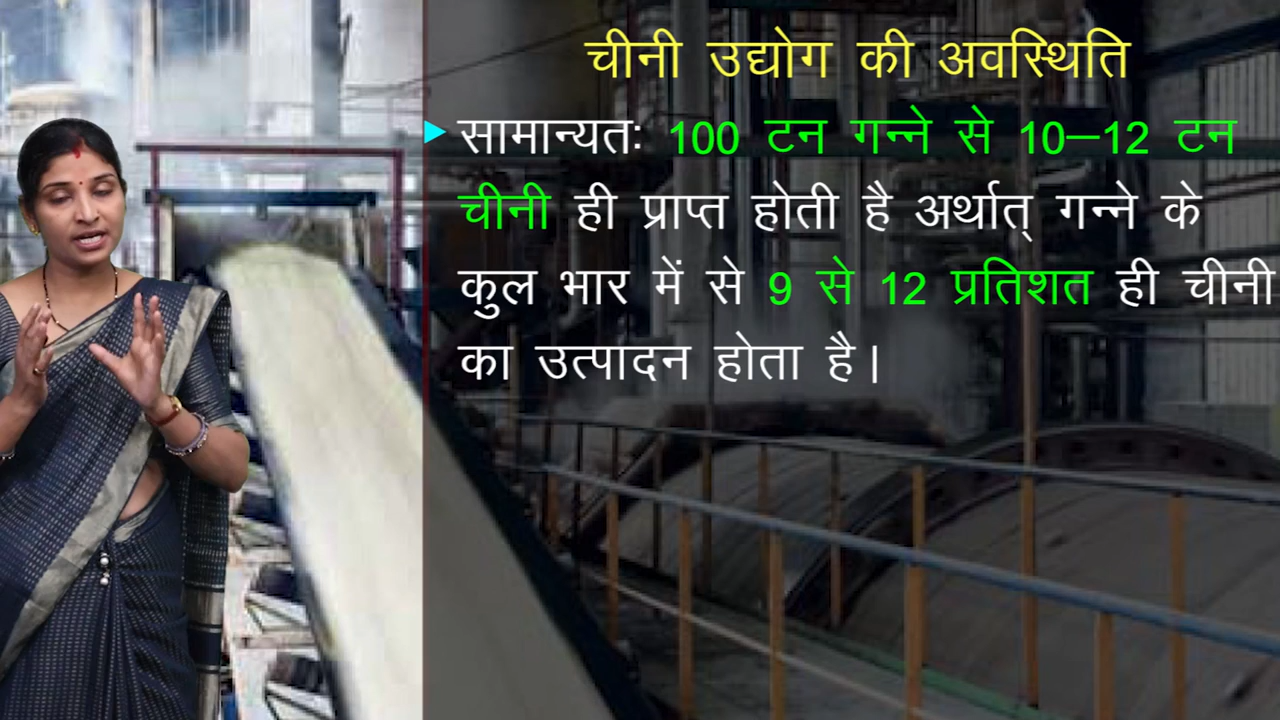 चीनी उद्योग की अवस्थिति
सामान्यतः 100 टन गन्ने से 10–12 टन
चीनी ही प्राप्त होती है अर्थात् गन्ने के
कुल भार में से 9 से 12 प्रतिशत ही चीनी
का उत्पादन होता है।